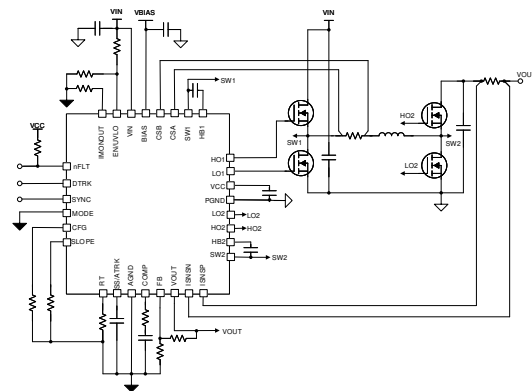 VIN
VBIAS
VIN
VOU
SW1
IMONOUT
EN/UVLO
VIN
BIAS
CSB
CSA
SW1
HB1
VCC
nFLT
DTRK
SYNC
MODE
CFG
SLOPE
HO1
LO1
VCC
PGND
LO2
HO2
HB2
SW2
LO2
HO2
SW2
SW1
HO2
SW2
LO2
RT
SS/ATRK
AGND
COMP
FB
VOUT
ISNSN
ISNSP
VOUT